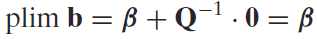 plim b = β + Q⁻¹ · 0 = β